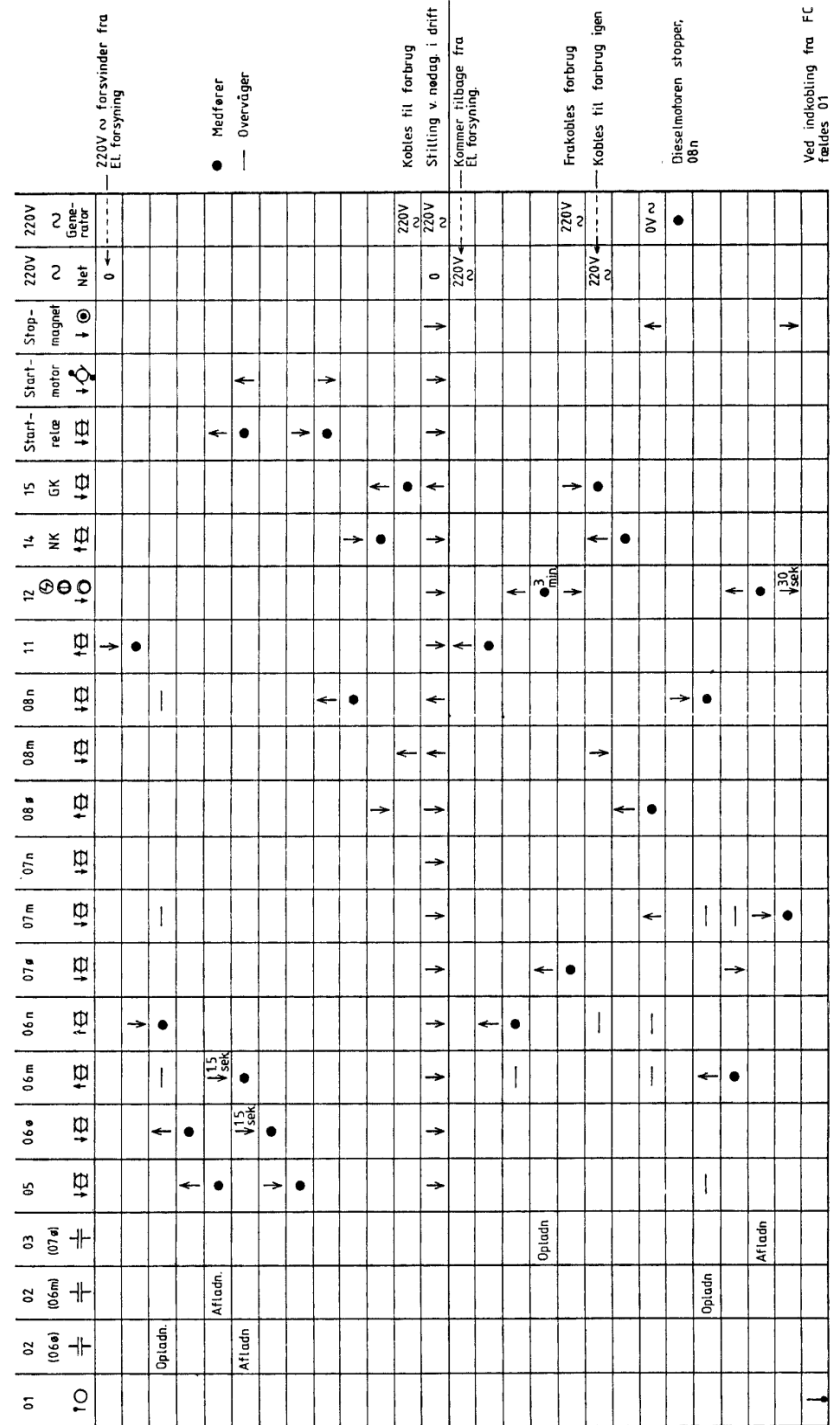 01
02
(06ø)
02
(06m)
03
(07ø)
05
06ø
06m
06n
07ø
07m
07n
08ø
08m
08n
11
12
14
NK
15
GK
Start-
relæ
Start-
motor
Stop-
magnet
220V
∿
Net
220V
∿
Gene-
rator
0
220V ∿ forsvinder fra
El. forsyning
Opladn.
● Medfører
Afladn.
15
sek
— Overvåger
Afladn
15
sek
220V
∿
Kobles til forbrug
0
220V
∿
Stilling v. nødag. i drift
220V
∿
Kommer tilbage fra
El. forsyning.
Opladn
3
min
220V
∿
Frakobles forbrug
220V
∿
Kobles til forbrug igen
0V ∿
Dieselmotoren stopper,
08n
Opladn
Afladn
30
sek
Ved indkobling fra FC
fældes 01